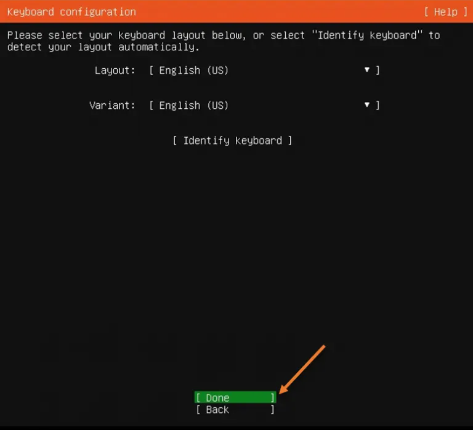 Keyboard configuration [ Help ]
Please select your keyboard layout below, or select "Identify keyboard" to
detect your layout automatically.
Layout: [ English (US) ▾ ]
Variant: [ English (US) ▾ ]
[ Identify keyboard ]
[ Done ]
[ Back ]